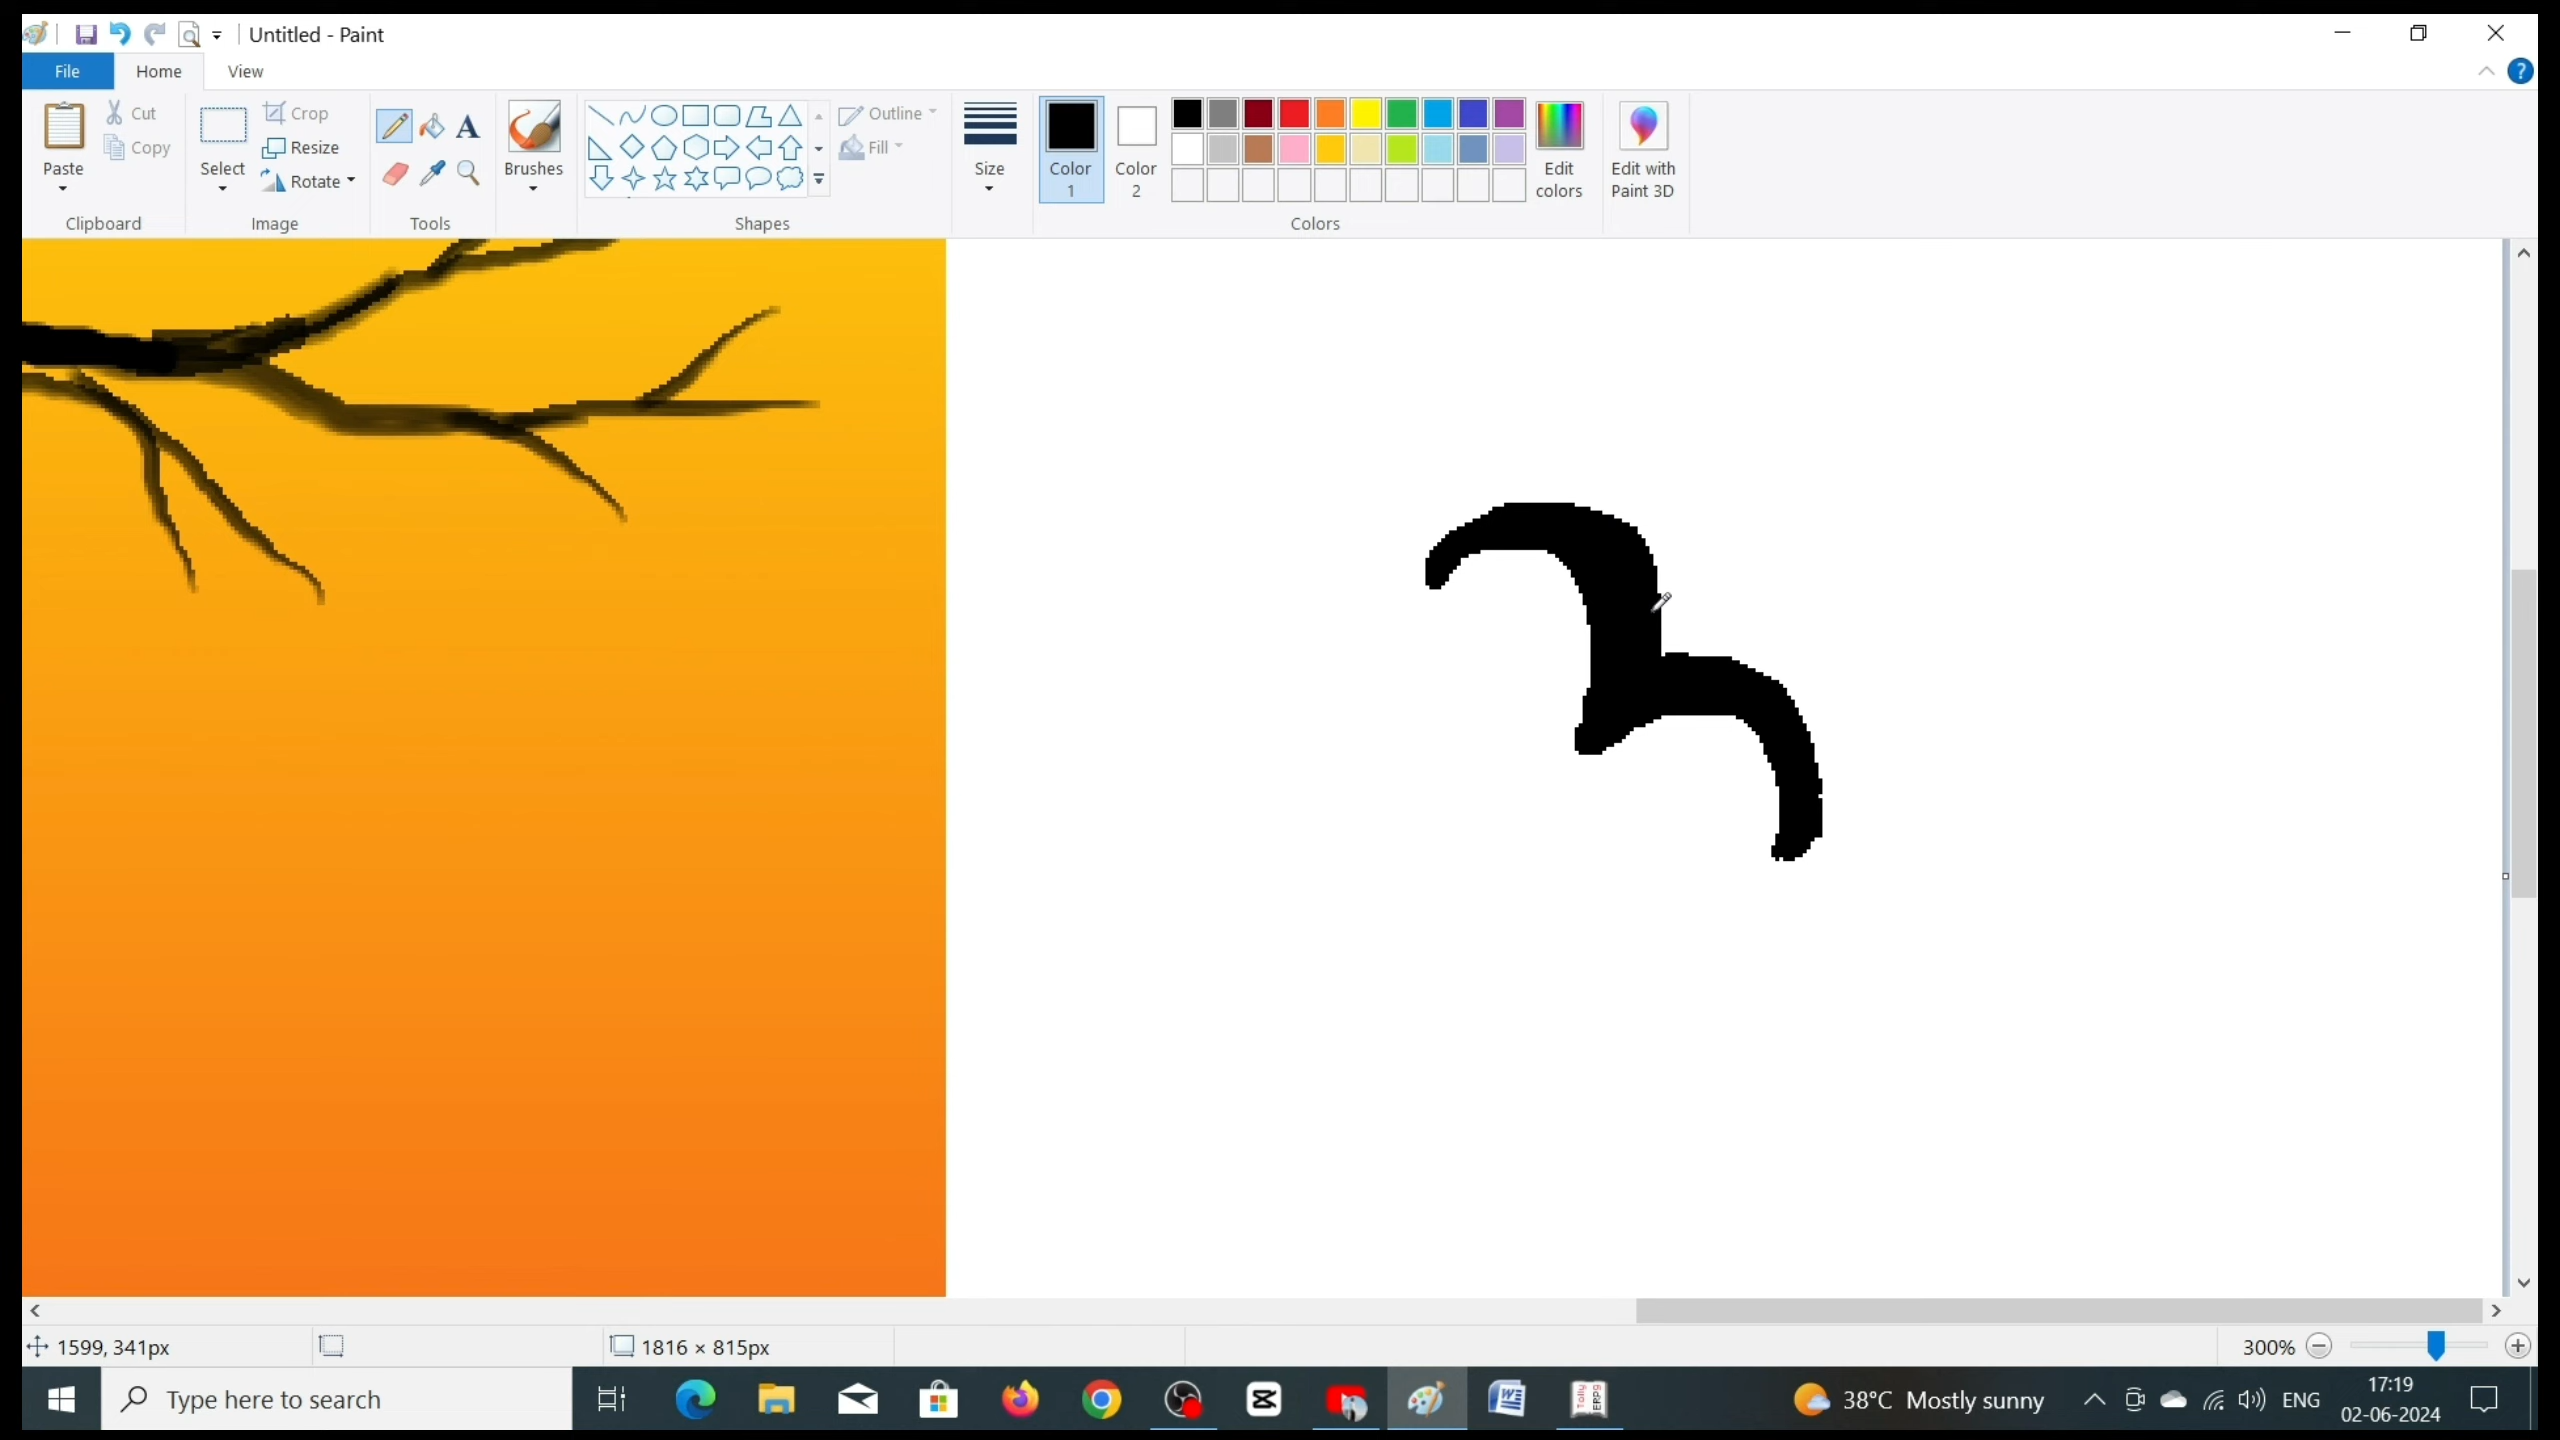 Untitled - Paint
File Home View
Paste Cut Copy
Clipboard
Select Crop Resize Rotate
Image
A
Tools
Brushes
Outline Fill
Shapes
Size
Color 1
Color 2
Edit colors
Colors
Edit with Paint 3D
?
1599, 341px
1816 × 815px
300%
Type here to search
W
Tally ERP9
38°C Mostly sunny
ENG
17:19
02-06-2024